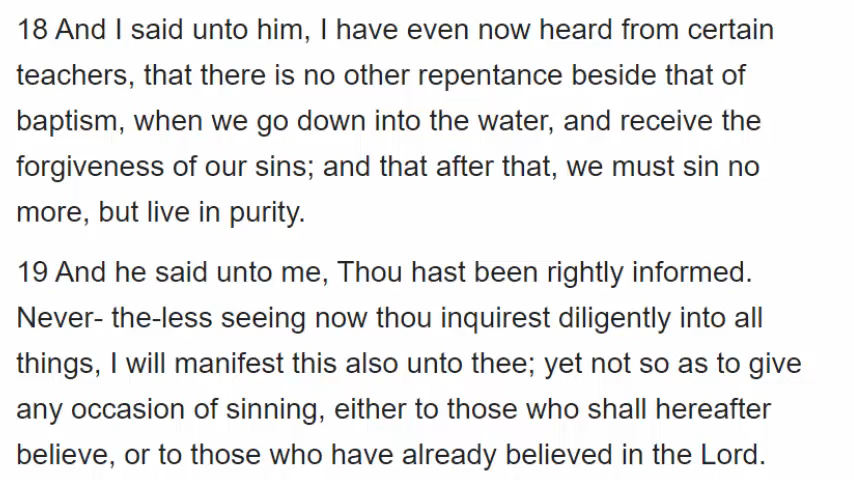 18 And I said unto him, I have even now heard from certain
teachers, that there is no other repentance beside that of
baptism, when we go down into the water, and receive the
forgiveness of our sins; and that after that, we must sin no
more, but live in purity.
19 And he said unto me, Thou hast been rightly informed.
Never- the-less seeing now thou inquirest diligently into all
things, I will manifest this also unto thee; yet not so as to give
any occasion of sinning, either to those who shall hereafter
believe, or to those who have already believed in the Lord.